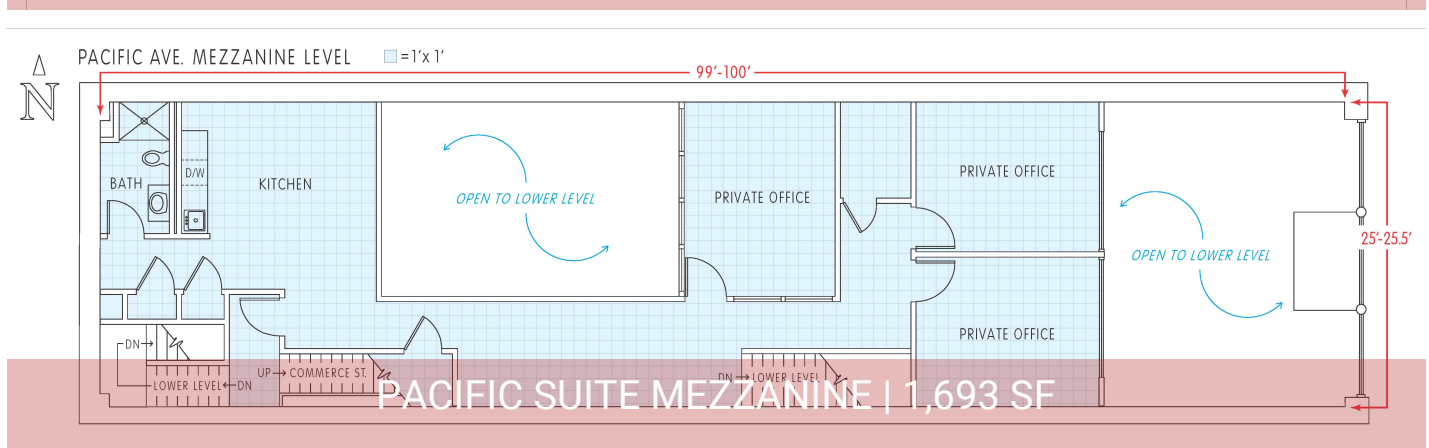 PACIFIC AVE. MEZZANINE LEVEL
=1'x 1'
99'-100'
N
BATH
D/W
KITCHEN
OPEN TO LOWER LEVEL
PRIVATE OFFICE
PRIVATE OFFICE
OPEN TO LOWER LEVEL
25'-25.5'
PRIVATE OFFICE
DN
LOWER LEVEL DN
UP COMMERCE ST.
DN LOWER LEVEL
PACIFIC SUITE MEZZANINE | 1,693 SF